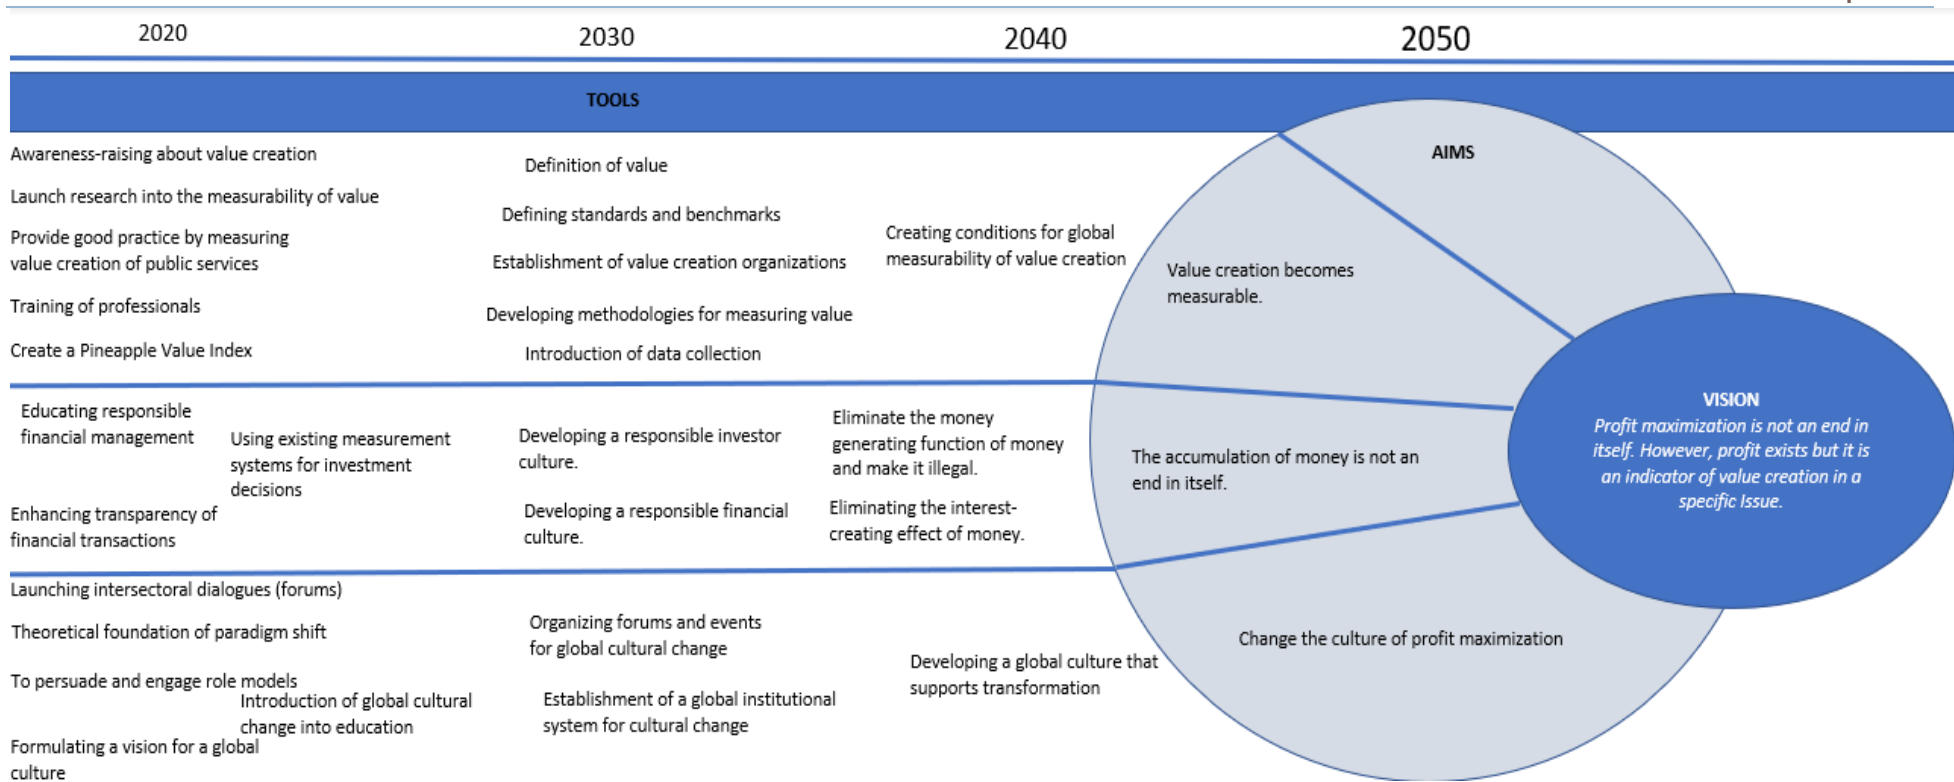 2020
2030
2040
2050
TOOLS
AIMS
Awareness-raising about value creation
Launch research into the measurability of value
Provide good practice by measuring
value creation of public services
Training of professionals
Create a Pineapple Value Index
Definition of value
Defining standards and benchmarks
Establishment of value creation organizations
Developing methodologies for measuring value
Introduction of data collection
Creating conditions for global
measurability of value creation
Value creation becomes
measurable.
Educating responsible
financial management
Using existing measurement
systems for investment
decisions
Enhancing transparency of
financial transactions
Developing a responsible investor
culture.
Developing a responsible financial
culture.
Eliminate the money
generating function of money
and make it illegal.
Eliminating the interest-
creating effect of money.
The accumulation of money is not an
end in itself.
VISION
Profit maximization is not an end in
itself. However, profit exists but it is
an indicator of value creation in a
specific Issue.
Launching intersectoral dialogues (forums)
Theoretical foundation of paradigm shift
To persuade and engage role models
Introduction of global cultural
change into education
Formulating a vision for a global
culture
Organizing forums and events
for global cultural change
Establishment of a global institutional
system for cultural change
Developing a global culture that
supports transformation
Change the culture of profit maximization